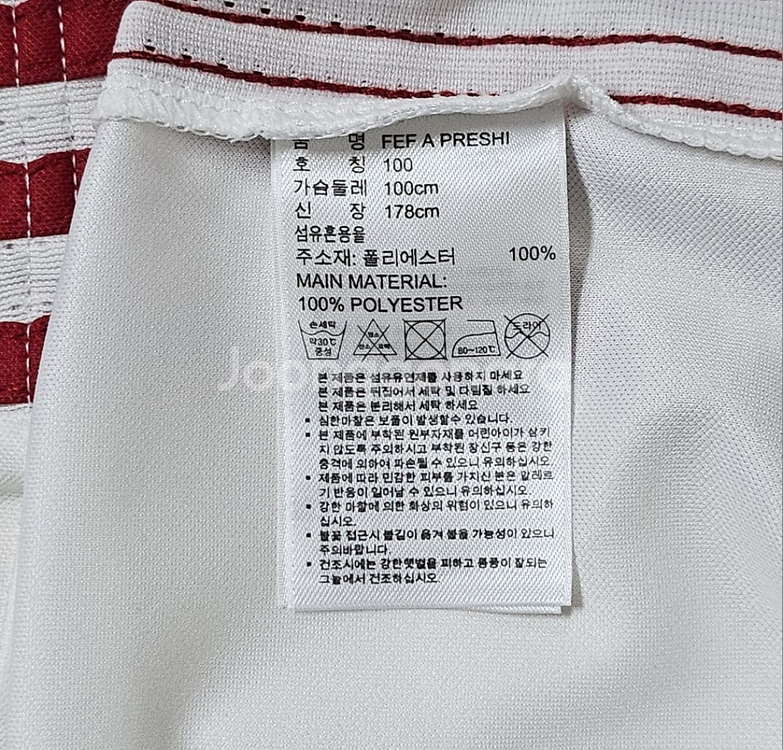 품 명 FEF A PRESHI
호 칭 100
가슴둘레 100cm
신 장 178cm
섬유혼용율
주소재: 폴리에스터 100%
MAIN MATERIAL:
100% POLYESTER
손세탁 약30℃ 중성 염소 산소 표백 80~120℃ 드라이
본 제품은 섬유유연제를 사용하지 마세요
본 제품은 뒤집어서 세탁 및 다림질 하세요
본 제품은 분리해서 세탁 하세요
• 심한마찰은 보풀이 발생할수 있습니다.
• 본 제품에 부착된 원부자재를 어린아이가 삼키
지 않도록 주의하시고 부착된 장신구 등은 강한
충격에 의하여 파손될 수 있으니 유의하십시오
• 제품에 따라 민감한 피부를 가치신 분은 알레르
기 반응이 일어날 수 있으니 유의하십시오.
• 강한 마찰에 의한 화상의 위험이 있으니 유의하
십시오.
• 불꽃 접근시 불길이 옮겨 붙을 가능성이 있으니
주의바랍니다.
• 건조시에는 강한햇볕을 피하고 통풍이 잘되는
그늘에서 건조하십시오